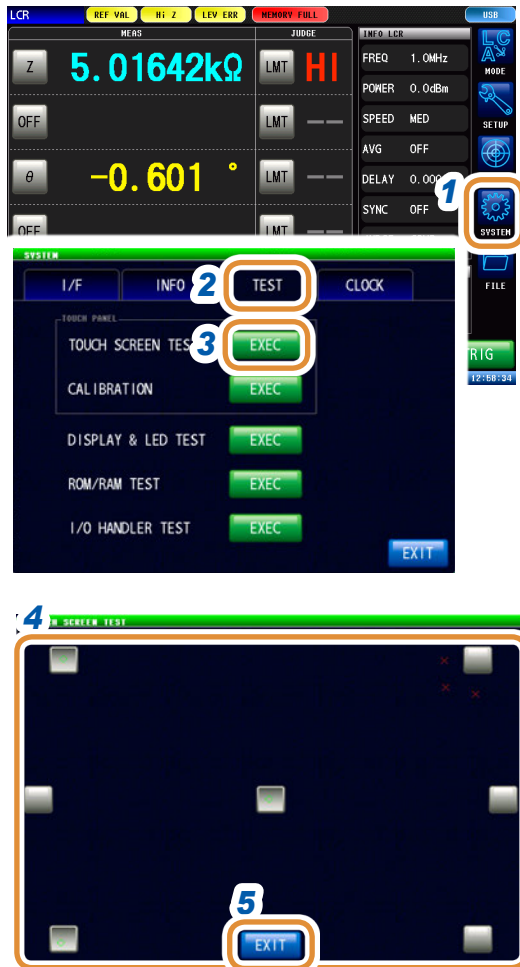 LCR REF VAL Hi Z LEV ERR MEMORY FULL USB
MEAS JUDGE INFO LCR
Z 5.01642kΩ LMT HI FREQ 1.0MHz MODE
POWER 0.0dBm
OFF LMT -- SPEED MED SETUP
AVG OFF
θ -0.601 ° LMT -- DELAY 0.000
1
SYNC OFF SYSTEM
OFF LMT
SYSTEM
I/F INFO 2 TEST CLOCK FILE
TOUCH PANEL
TOUCH SCREEN TES 3 EXEC
RIG
CALIBRATION EXEC 12:58:34
DISPLAY & LED TEST EXEC
ROM/RAM TEST EXEC
I/O HANDLER TEST EXEC
EXIT
4 SCREEN TEST
5
EXIT